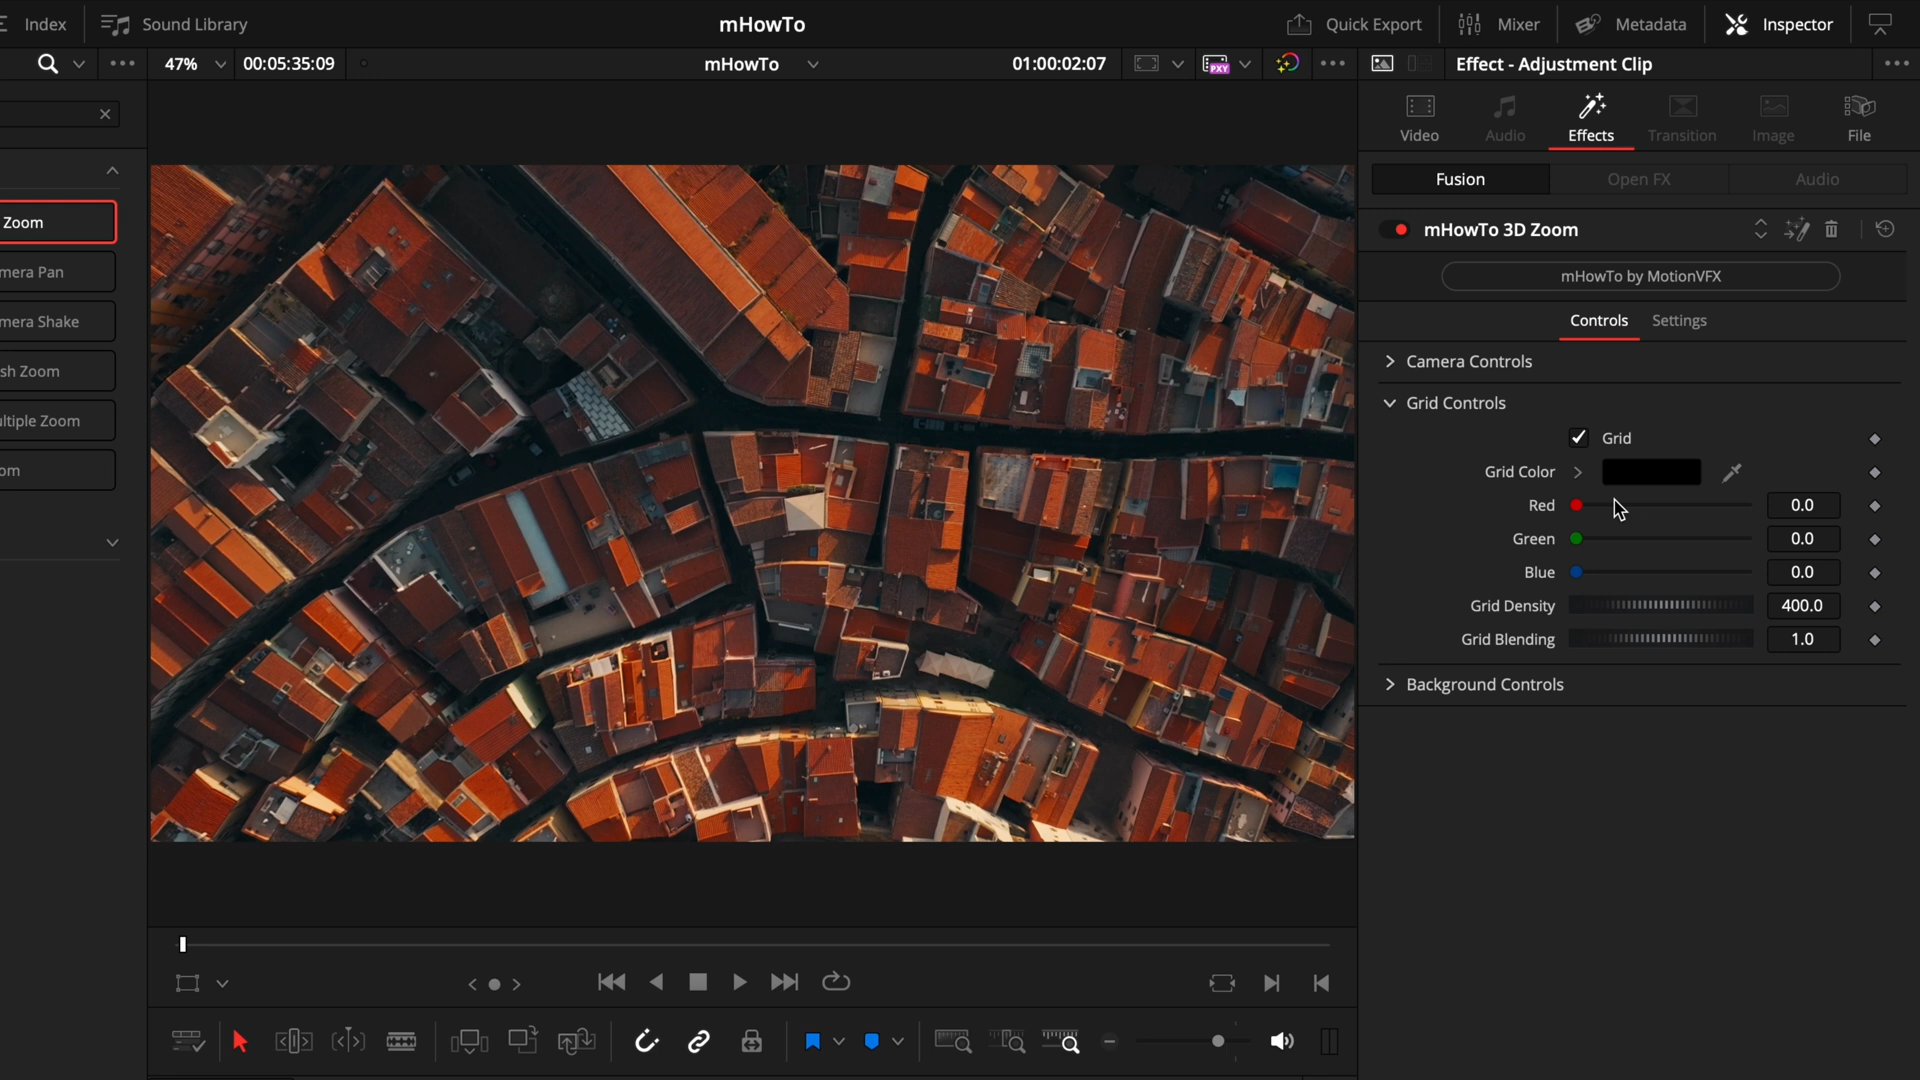 Index
Sound Library
mHowTo
Quick Export
Mixer
Metadata
Inspector
47%
00:05:35:09
mHowTo
01:00:02:07
PXY
Effect - Adjustment Clip
Video
Audio
Effects
Transition
Image
File
Fusion
Open FX
Audio
Zoom
mera Pan
mera Shake
sh Zoom
ultiple Zoom
om
mHowTo 3D Zoom
mHowTo by MotionVFX
Controls
Settings
Camera Controls
Grid Controls
Grid
Grid Color
Red
0.0
Green
0.0
Blue
0.0
Grid Density
400.0
Grid Blending
1.0
Background Controls